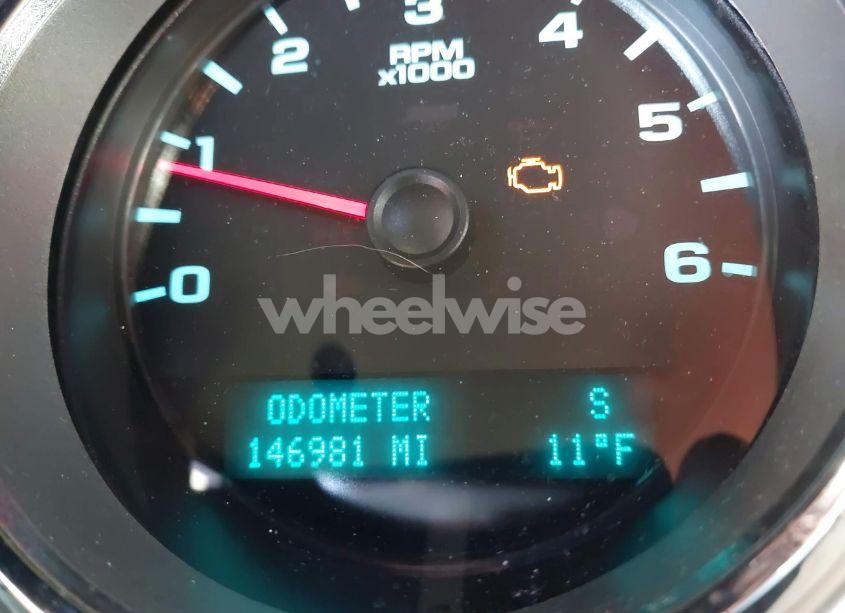 3
2
4
RPM
x1000
1
5
0
6
wheelwise
ODOMETER S
146981 MI 11°F